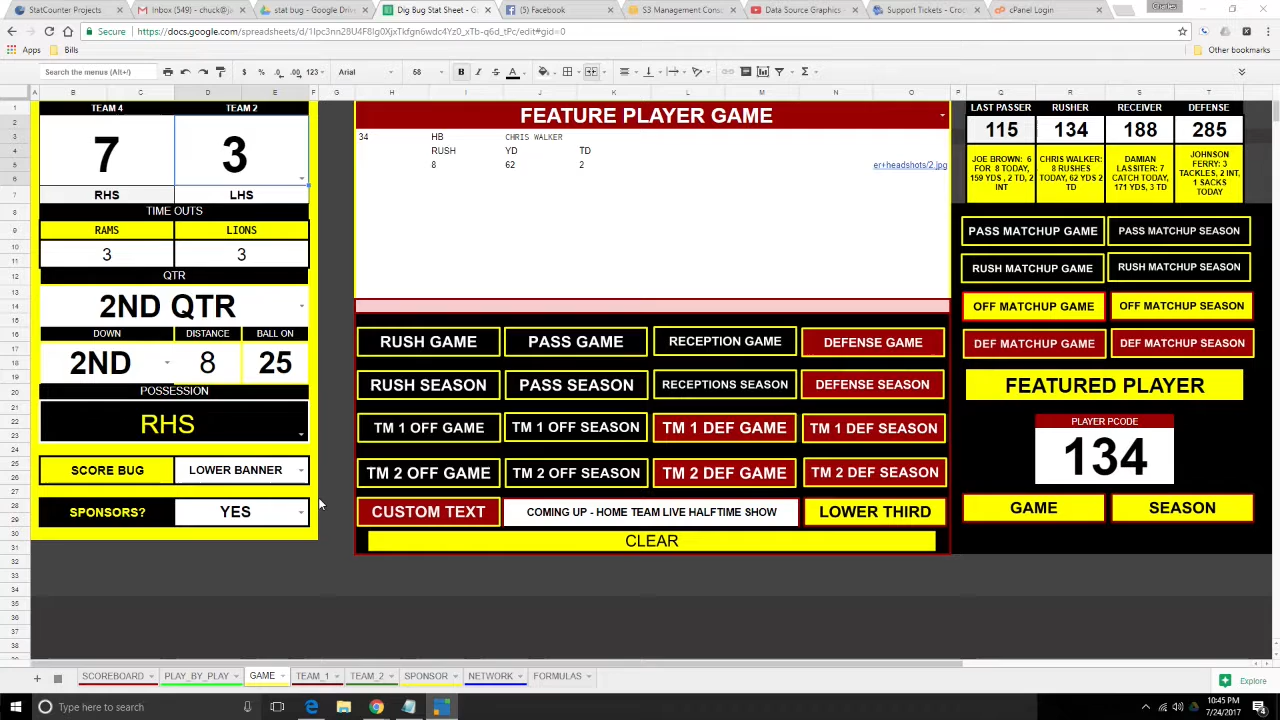 StatCounter Projects
Inbox (549) - chuck@ja
stat bug - Google Driv
Dig Bug Stat Sheet - G
(5) Facebook
S3 Management Cons
Data Source Graphics -
Support Tickets - Croc
cPanel Login
Secure
https://docs.google.com/spreadsheets/d/
/edit#gid=0
Apps
Bills
Other bookmarks
Search the menus (Alt+/)
$ % .0 .00 123
Arial
58
B I S A
A C D E F G H I J K L M N O P Q R S T
TEAM 4 TEAM 2
7 3
RHS LHS
TIME OUTS
RAMS LIONS
3 3
QTR
2ND QTR
DOWN DISTANCE BALL ON
2ND 8 25
POSSESSION
RHS
SCORE BUG LOWER BANNER
SPONSORS? YES
FEATURE PLAYER GAME
34 HB CHRIS WALKER
RUSH YD TD
8 62 2
er+headshots/2.jpg
RUSH GAME PASS GAME RECEPTION GAME DEFENSE GAME
RUSH SEASON PASS SEASON RECEPTIONS SEASON DEFENSE SEASON
TM 1 OFF GAME TM 1 OFF SEASON TM 1 DEF GAME TM 1 DEF SEASON
TM 2 OFF GAME TM 2 OFF SEASON TM 2 DEF GAME TM 2 DEF SEASON
CUSTOM TEXT COMING UP - HOME TEAM LIVE HALFTIME SHOW LOWER THIRD
CLEAR
LAST PASSER RUSHER RECEIVER DEFENSE
115 134 188 285
JOE BROWN: 6 FOR 8 TODAY, 159 YDS , 2 TD, 2 INT
CHRIS WALKER: 8 RUSHES TODAY, 62 YDS 2 TD
DAMIAN LASSITER: 7 CATCH TODAY, 171 YDS, 3 TD
JOHNSON FERRY: 3 TACKLES, 2 INT, 1 SACKS TODAY
PASS MATCHUP GAME PASS MATCHUP SEASON
RUSH MATCHUP GAME RUSH MATCHUP SEASON
OFF MATCHUP GAME OFF MATCHUP SEASON
DEF MATCHUP GAME DEF MATCHUP SEASON
FEATURED PLAYER
PLAYER PCODE
134
GAME SEASON
SCOREBOARD PLAY_BY_PLAY GAME TEAM_1 TEAM_2 SPONSOR NETWORK FORMULAS
Explore
Type here to search
10:45 PM
7/24/2017